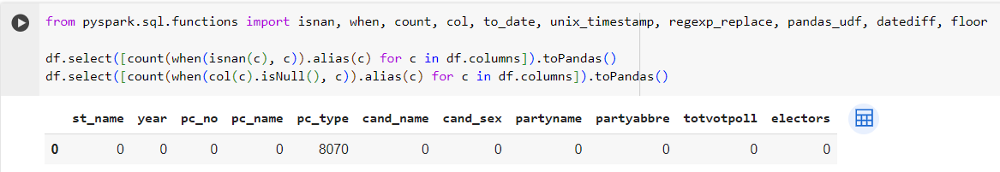 from pyspark.sql.functions import isnan, when, count, col, to_date, unix_timestamp, regexp_replace, pandas_udf, datediff, floor
df.select([count(when(isnan(c), c)).alias(c) for c in df.columns]).toPandas()
df.select([count(when(col(c).isNull(), c)).alias(c) for c in df.columns]).toPandas()
st_name year pc_no pc_name pc_type cand_name cand_sex partyname partyabbre totvotpoll electors
0 0 0 0 0 8070 0 0 0 0 0 0